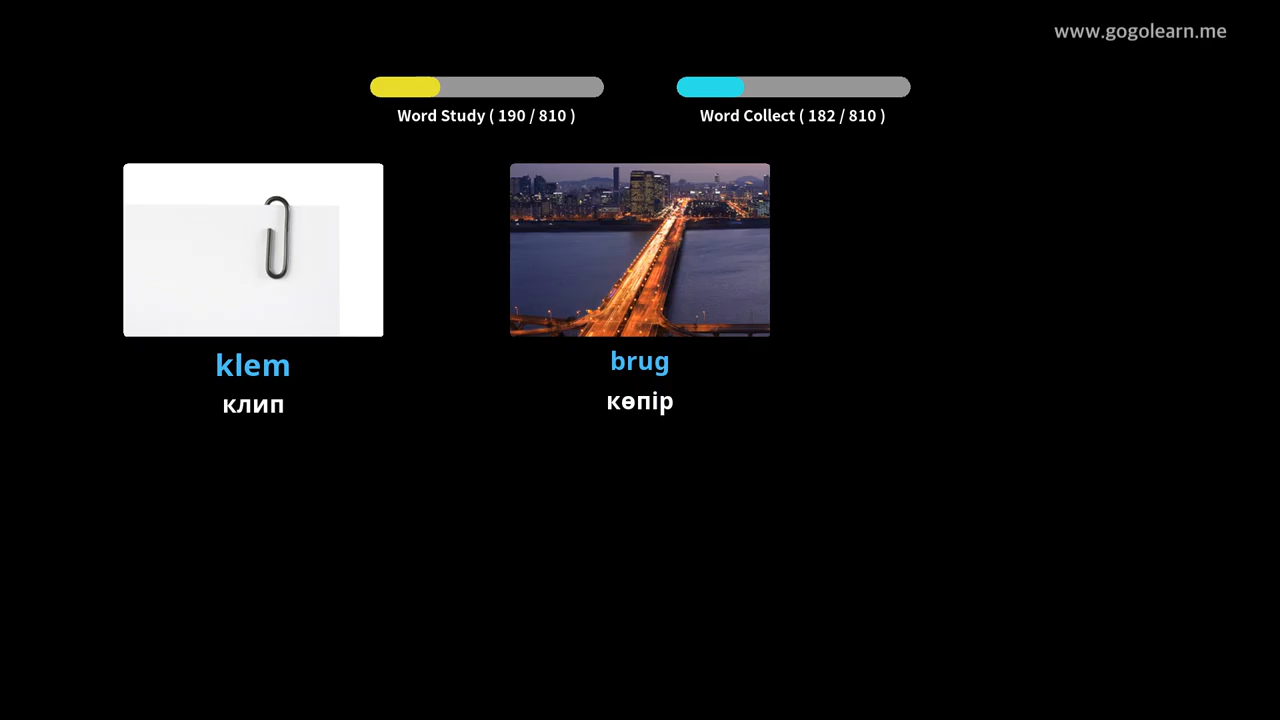 www.gogolearn.me
Word Study ( 190 / 810 )
Word Collect ( 182 / 810 )
klem
клип
brug
көпір